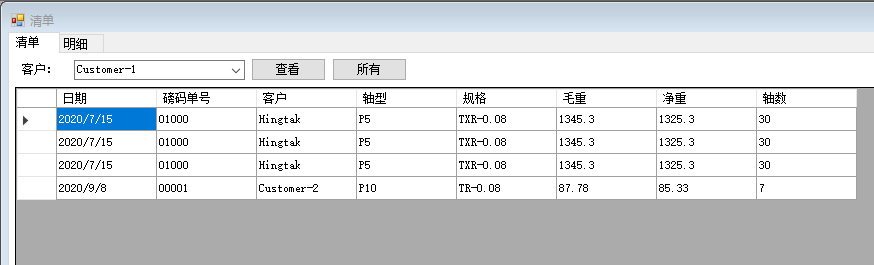 清单
清单 明细
客户： Customer-1 查看 所有
日期 磅码单号 客户 轴型 规格 毛重 净重 轴数
2020/7/15 01000 Hingtak P5 TXR-0.08 1345.3 1325.3 30
2020/7/15 01000 Hingtak P5 TXR-0.08 1345.3 1325.3 30
2020/7/15 01000 Hingtak P5 TXR-0.08 1345.3 1325.3 30
2020/9/8 00001 Customer-2 P10 TR-0.08 87.78 85.33 7